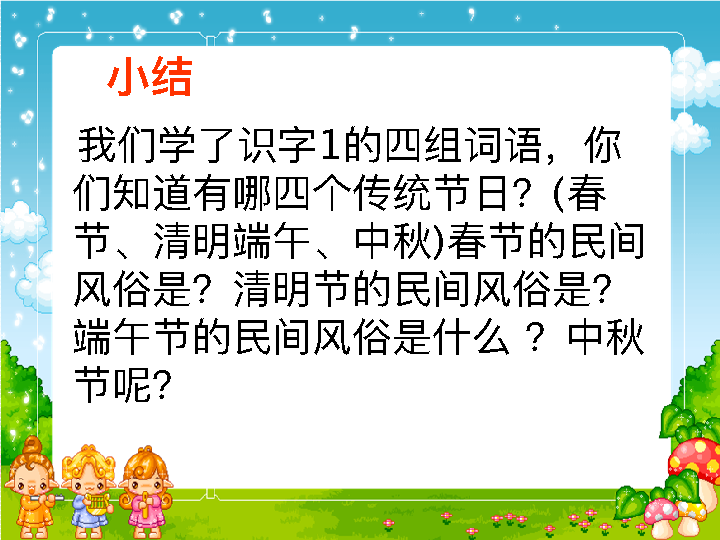 小结
我们学了识字1的四组词语，你
们知道有哪四个传统节日？(春
节、清明端午、中秋)春节的民间
风俗是？清明节的民间风俗是？
端午节的民间风俗是什么 ？中秋
节呢？